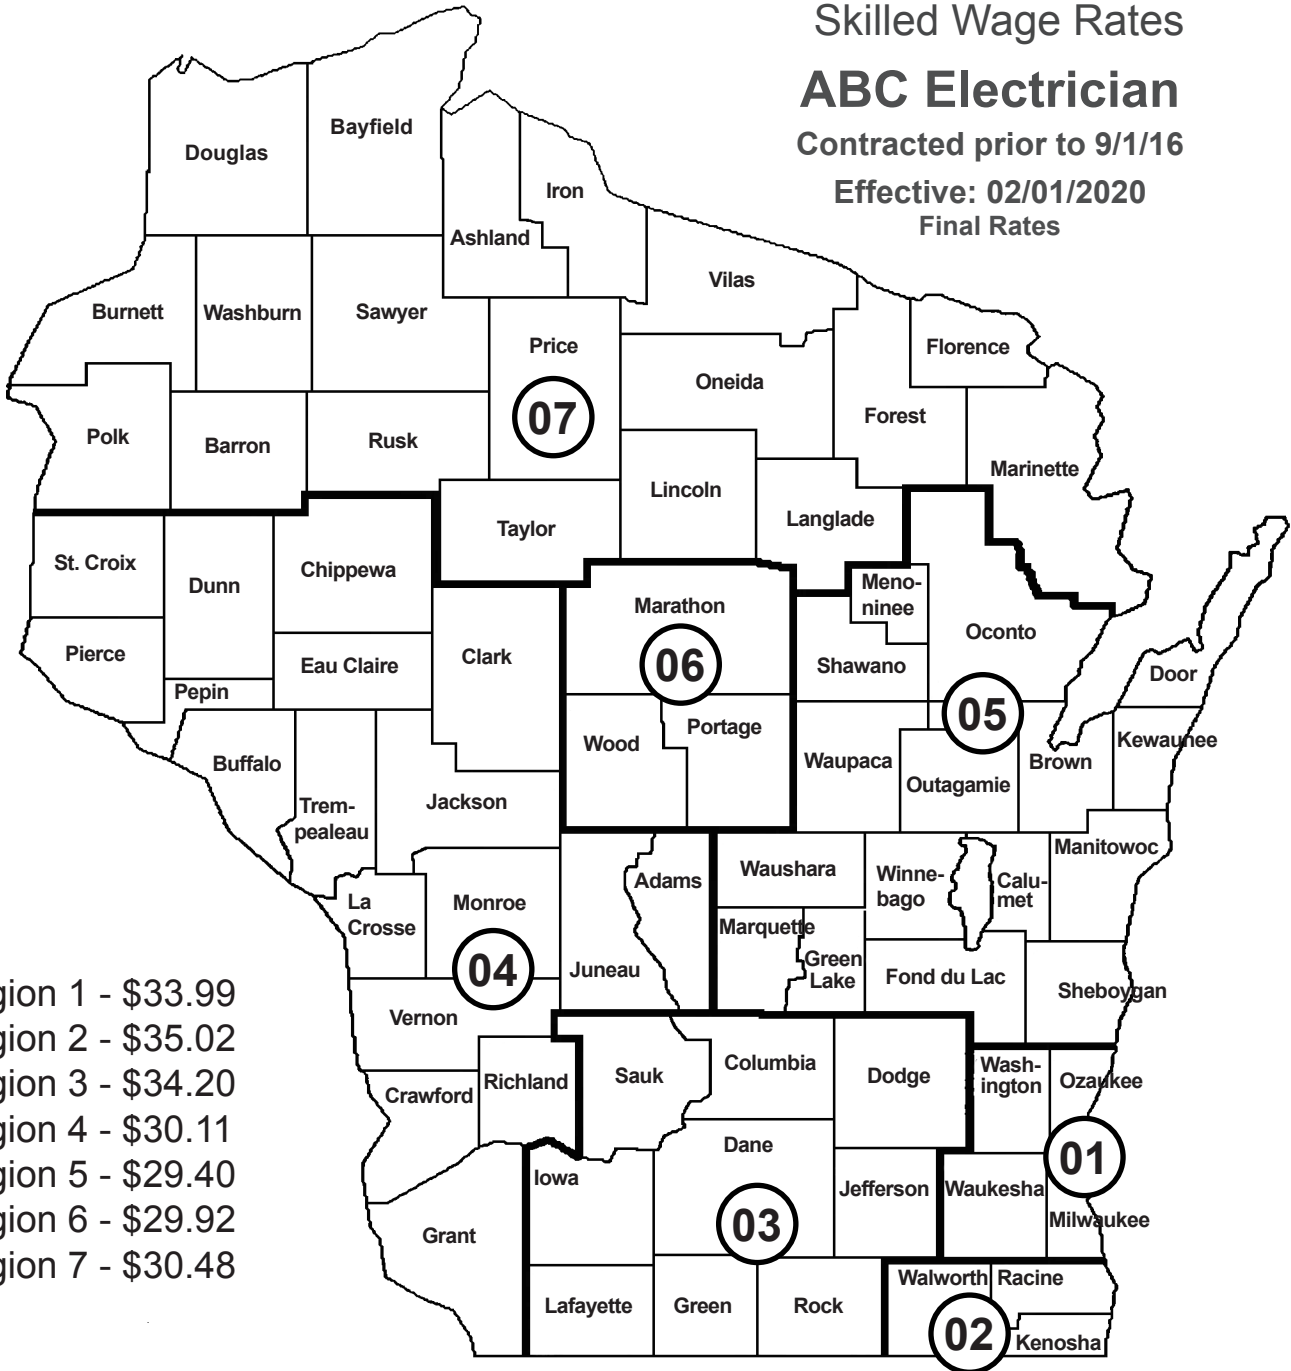 Skilled Wage Rates
ABC Electrician
Contracted prior to 9/1/16
Effective: 02/01/2020
Final Rates
Douglas
Bayfield
Iron
Ashland
Vilas
Burnett
Washburn
Sawyer
Price
Florence
Oneida
07
Forest
Polk
Barron
Rusk
Marinette
Lincoln
Langlade
Taylor
St. Croix
Dunn
Chippewa
Meno-
ninee
Marathon
Oconto
Pierce
Eau Claire
Clark
06
Shawano
Door
Pepin
05
Wood
Portage
Kewaunee
Buffalo
Waupaca
Brown
Outagamie
Trem-
pealeau
Jackson
Manitowoc
Waushara
Winne-
bago
Calu-
met
Adams
La
Crosse
Monroe
Marquette
Green
Lake
04
Juneau
Fond du Lac
Sheboygan
gion 1 - $33.99
gion 2 - $35.02
gion 3 - $34.20
gion 4 - $30.11
gion 5 - $29.40
gion 6 - $29.92
gion 7 - $30.48
Vernon
Richland
Crawford
Sauk
Columbia
Dodge
Wash-
ington
Ozaukee
Dane
01
Iowa
Jefferson
Waukesha
Grant
03
Milwaukee
Lafayette
Green
Rock
Walworth
Racine
02
Kenosha